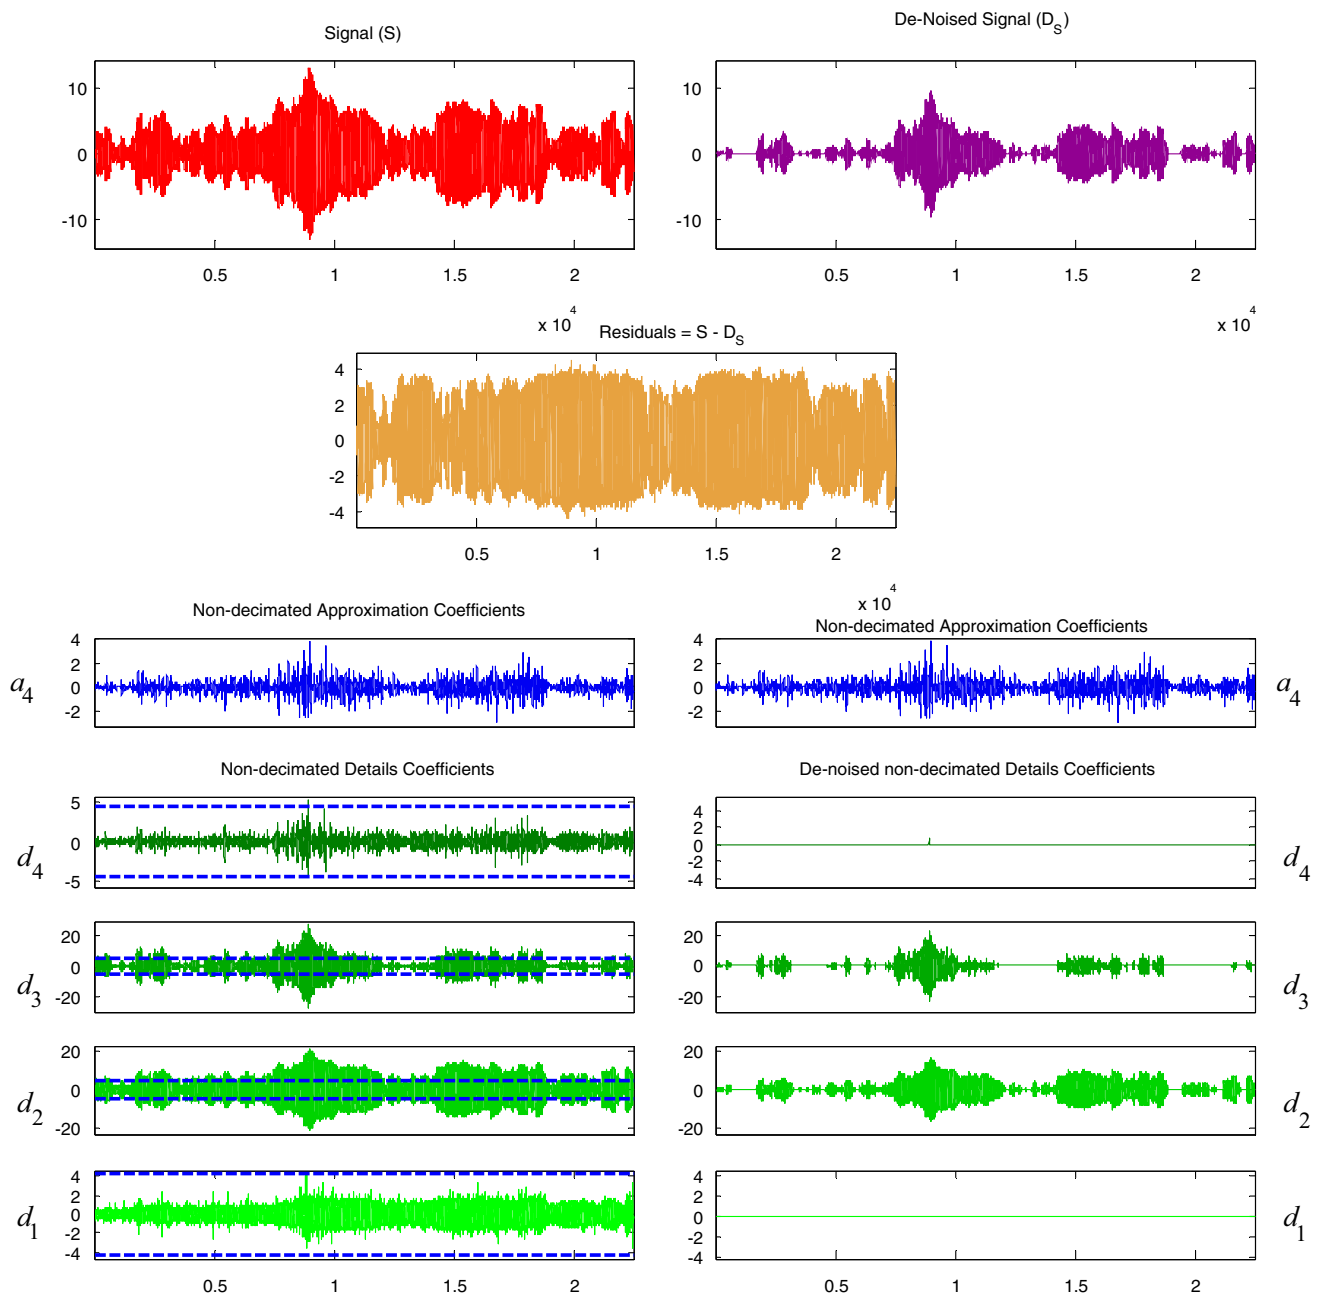 Signal (S)
De-Noised Signal (D_S)
10
0
-10
0.5 1 1.5 2
x 10^4
10
0
-10
0.5 1 1.5 2
x 10^4
Residuals = S - D_S
4
2
0
-2
-4
0.5 1 1.5 2
x 10^4
Non-decimated Approximation Coefficients
Non-decimated Approximation Coefficients
a_4
4
2
0
-2
4
2
0
-2
a_4
Non-decimated Details Coefficients
De-noised non-decimated Details Coefficients
d_4
5
0
-5
4
2
0
-2
-4
d_4
d_3
20
0
-20
20
0
-20
d_3
d_2
20
0
-20
20
0
-20
d_2
d_1
4
2
0
-2
-4
4
2
0
-2
-4
d_1
0.5 1 1.5 2
0.5 1 1.5 2